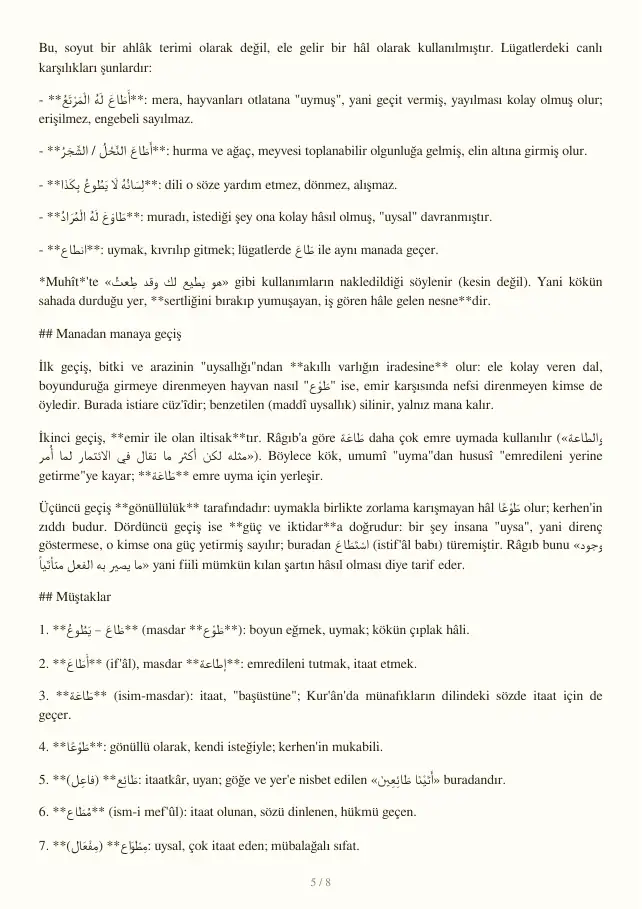 Bu, soyut bir ahlâk terimi olarak değil, ele gelir bir hâl olarak kullanılmıştır. Lügatlerdeki canlı
karşılıkları şunlardır:
- **أَطَاعَ لَهُ الْمَرْتَعُ**: mera, hayvanları otlatana "uymuş", yani geçit vermiş, yayılması kolay olmuş olur;
erişilmez, engebeli sayılmaz.
- **أَطَاعَ النَّخْلُ / الشَّجَرُ**: hurma ve ağaç, meyvesi toplanabilir olgunluğa gelmiş, elin altına girmiş olur.
- **لِسَانُهُ لَا يَطُوعُ بِكَذَا**: dili o söze yardım etmez, dönmez, alışmaz.
- **طَاوَعَ لَهُ الْمُرَادُ**: muradı, istediği şey ona kolay hâsıl olmuş, "uysal" davranmıştır.
- **انطاع**: uymak, kıvrılıp gitmek; lügatlerde طَاعَ ile aynı manada geçer.
*Muhît*'te «هو يطيع لك وقد طِعتُ» gibi kullanımların nakledildiği söylenir (kesin değil). Yani kökün
sahada durduğu yer, **sertliğini bırakıp yumuşayan, iş gören hâle gelen nesne**dir.
## Manadan manaya geçiş
İlk geçiş, bitki ve arazinin "uysallığı"ndan **akıllı varlığın iradesine** olur: ele kolay veren dal,
boyunduruğa girmeye direnmeyen hayvan nasıl "طَوْع" ise, emir karşısında nefsi direnmeyen kimse de
öyledir. Burada istiare cüz'îdir; benzetilen (maddî uysallık) silinir, yalnız mana kalır.
İkinci geçiş, **emir ile olan iltisak**tır. Râgıb'a göre طَاعَة daha çok emre uymada kullanılır («والطاعة
مثله لكن أكثر ما تقال في الائتمار لما أُمر»). Böylece kök, umumî "uyma"dan hususî "emredileni yerine
getirme"ye kayar; **طَاعَة** emre uyma için yerleşir.
Üçüncü geçiş **gönüllülük** tarafındadır: uymakla birlikte zorlama karışmayan hâl طَوْعًا olur; kerhen'in
zıddı budur. Dördüncü geçiş ise **güç ve iktidar**a doğrudur: bir şey insana "uysa", yani direnç
göstermese, o kimse ona güç yetirmiş sayılır; buradan اسْتَطَاعَ (istif'âl babı) türemiştir. Râgıb bunu «وجود
ما يصير به الفعل متأتياً» yani fiili mümkün kılan şartın hâsıl olması diye tarif eder.
## Müştaklar
1. **طَاعَ – يَطُوعُ** (masdar **طَوْع**): boyun eğmek, uymak; kökün çıplak hâli.
2. **أَطَاعَ** (if'âl), masdar **إطاعة**: emredileni tutmak, itaat etmek.
3. **طَاعَة** (isim-masdar): itaat, "başüstüne"; Kur'ân'da münafıkların dilindeki sözde itaat için de
geçer.
4. **طَوْعًا**: gönüllü olarak, kendi isteğiyle; kerhen'in mukabili.
5. **طَائِع** (فاعِل)**: itaatkâr, uyan; göğe ve yer'e nisbet edilen «أَتَيْنَا طَائِعِينَ» buradandır.
6. **مُطَاع** (ism-i mef'ûl): itaat olunan, sözü dinlenen, hükmü geçen.
7. **مِطْوَاع** (مِفْعَال)**: uysal, çok itaat eden; mübalağalı sıfat.
5 / 8